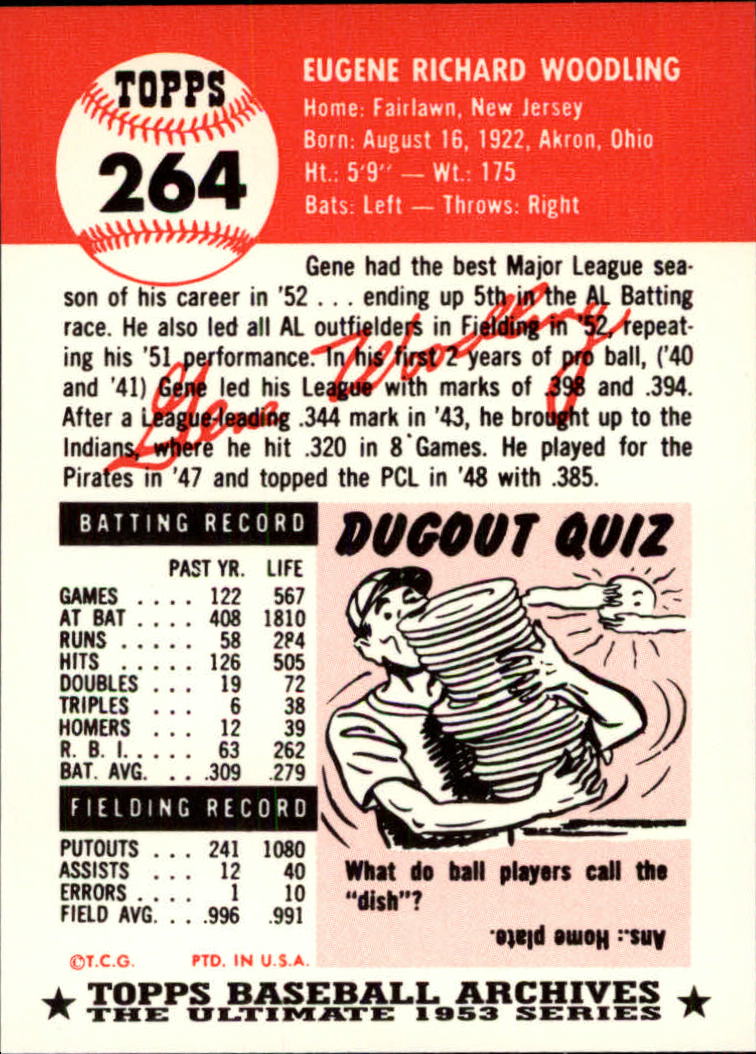 TOPPS
264
EUGENE RICHARD WOODLING
Home: Fairlawn, New Jersey
Born: August 16, 1922, Akron, Ohio
Ht.: 5'9'' — Wt.: 175
Bats: Left — Throws: Right
Gene had the best Major League sea-
son of his career in '52 . . . ending up 5th in the AL Batting
race. He also led all AL outfielders in Fielding in '52, repeat-
ing his '51 performance. In his first 2 years of pro ball, ('40
and '41) Gene led his League with marks of .398 and .394.
After a League-leading .344 mark in '43, he brought up to the
Indians, where he hit .320 in 8 Games. He played for the
Pirates in '47 and topped the PCL in '48 with .385.
Gene Woodling
BATTING RECORD
PAST YR. LIFE
GAMES . . . . 122 567
AT BAT . . . . 408 1810
RUNS . . . . . 58 284
HITS . . . . . 126 505
DOUBLES . . . 19 72
TRIPLES . . . 6 38
HOMERS . . . 12 39
R. B. I. . . . . 63 262
BAT. AVG. . . .309 .279
FIELDING RECORD
PUTOUTS . . . 241 1080
ASSISTS . . . 12 40
ERRORS . . . . 1 10
FIELD AVG. . . .996 .991
©T.C.G. PTD. IN U.S.A.
DUGOUT QUIZ
What do ball players call the
"dish"?
Ans.: Home plate.
TOPPS BASEBALL ARCHIVES
THE ULTIMATE 1953 SERIES